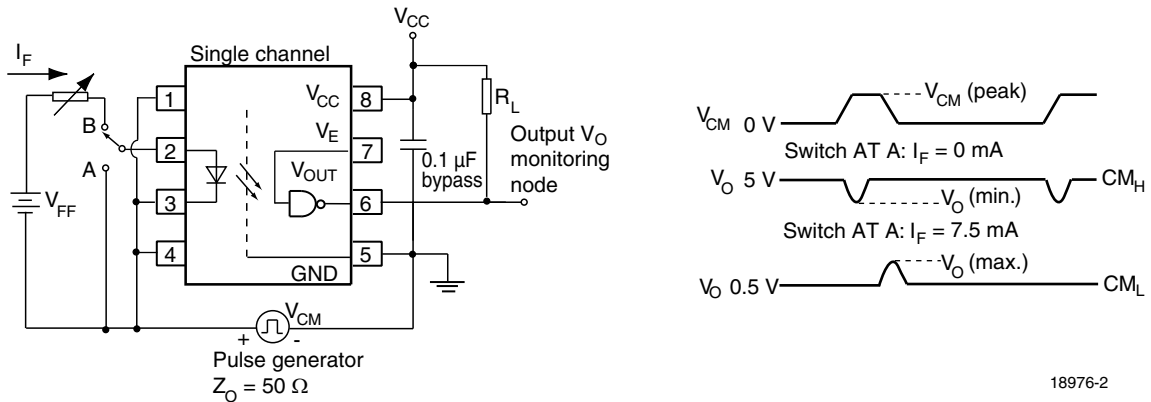 V_CC
Single channel
I_F
1
V_CC
8
R_L
B
V_E
Output V_O
monitoring
node
2
7
0.1 µF
bypass
A
V_OUT
V_FF
3
6
4
5
GND
V_CM
+
-
Pulse generator
Z_O = 50 Ω
V_CM (peak)
V_CM 0 V
Switch AT A: I_F = 0 mA
V_O 5 V
CM_H
V_O (min.)
Switch AT A: I_F = 7.5 mA
V_O (max.)
V_O 0.5 V
CM_L
18976-2